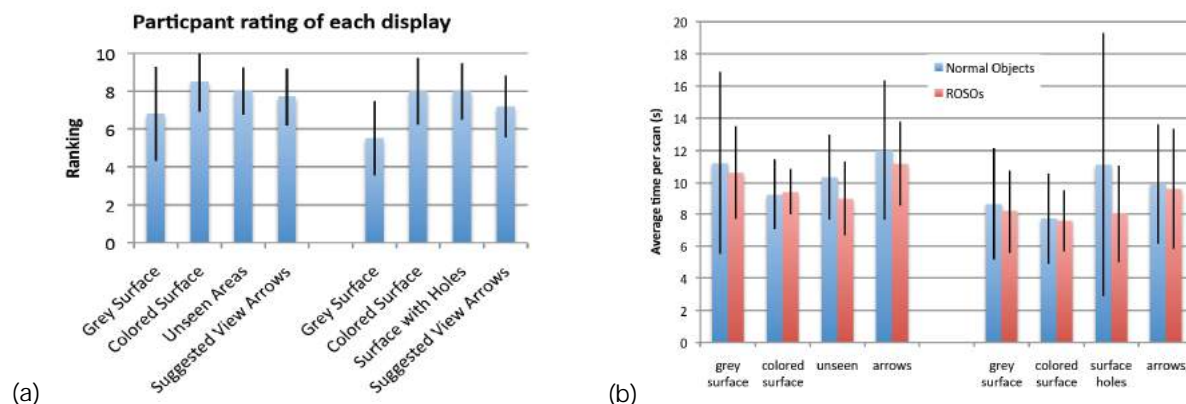 Particpant rating of each display
Ranking
10
8
6
4
2
0
Grey Surface
Colored Surface
Unseen Areas
Suggested View Arrows
Grey Surface
Colored Surface
Surface with Holes
Suggested View Arrows
(a)
Average time per scan (s)
20
18
16
14
12
10
8
6
4
2
0
Normal Objects
ROSOs
grey
surface
colored
surface
unseen
arrows
grey
surface
colored
surface
surface
holes
arrows
(b)